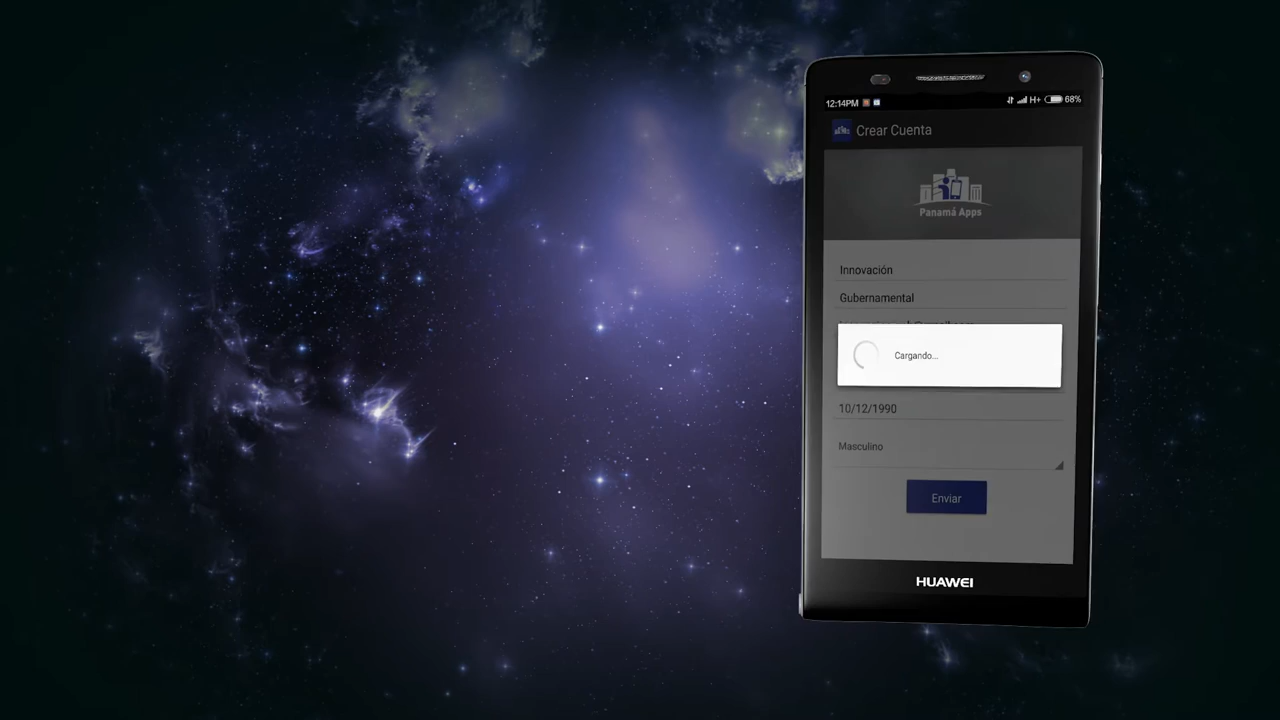 12:14PM H+ 68%
Crear Cuenta
Panamá Apps
Innovación
Gubernamental
Cargando...
10/12/1990
Masculino
Enviar
HUAWEI